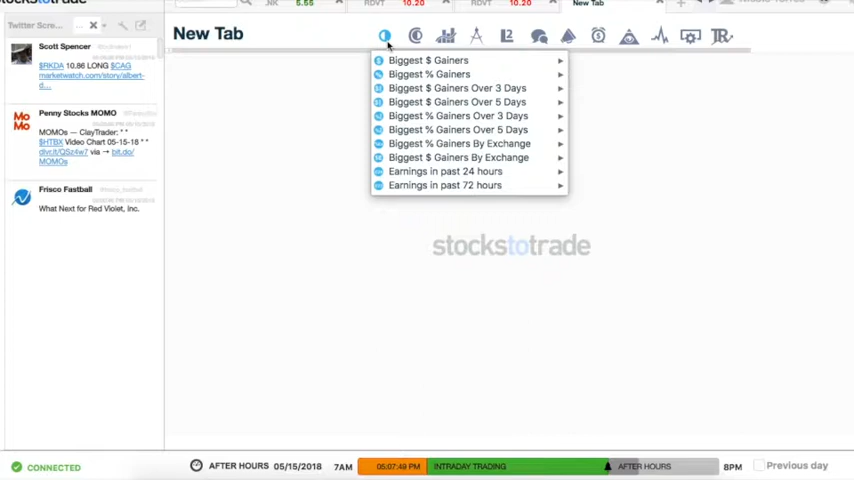 stockstotrade
JNK 5.55
RDVT 10.20
RDVT 10.20
New Tab
Twitter Scre...
New Tab
L2
Scott Spencer
$RKDA 10.86 LONG $CAG
marketwatch.com/story/albert-
d…
Penny Stocks MOMO
Mo
Mo
MOMOs — ClayTrader: * *
$HTBX Video Chart 05-15-18 * *
divr.it/QSz4w7 via → bit.do/
MOMOs
Frisco Fastball
What Next for Red Violet, Inc.
Biggest $ Gainers
Biggest % Gainers
Biggest $ Gainers Over 3 Days
Biggest $ Gainers Over 5 Days
Biggest % Gainers Over 3 Days
Biggest % Gainers Over 5 Days
Biggest % Gainers By Exchange
Biggest $ Gainers By Exchange
Earnings in past 24 hours
Earnings in past 72 hours
stockstotrade
CONNECTED
AFTER HOURS 05/15/2018 7AM 05:07:49 PM INTRADAY TRADING AFTER HOURS 8PM Previous day